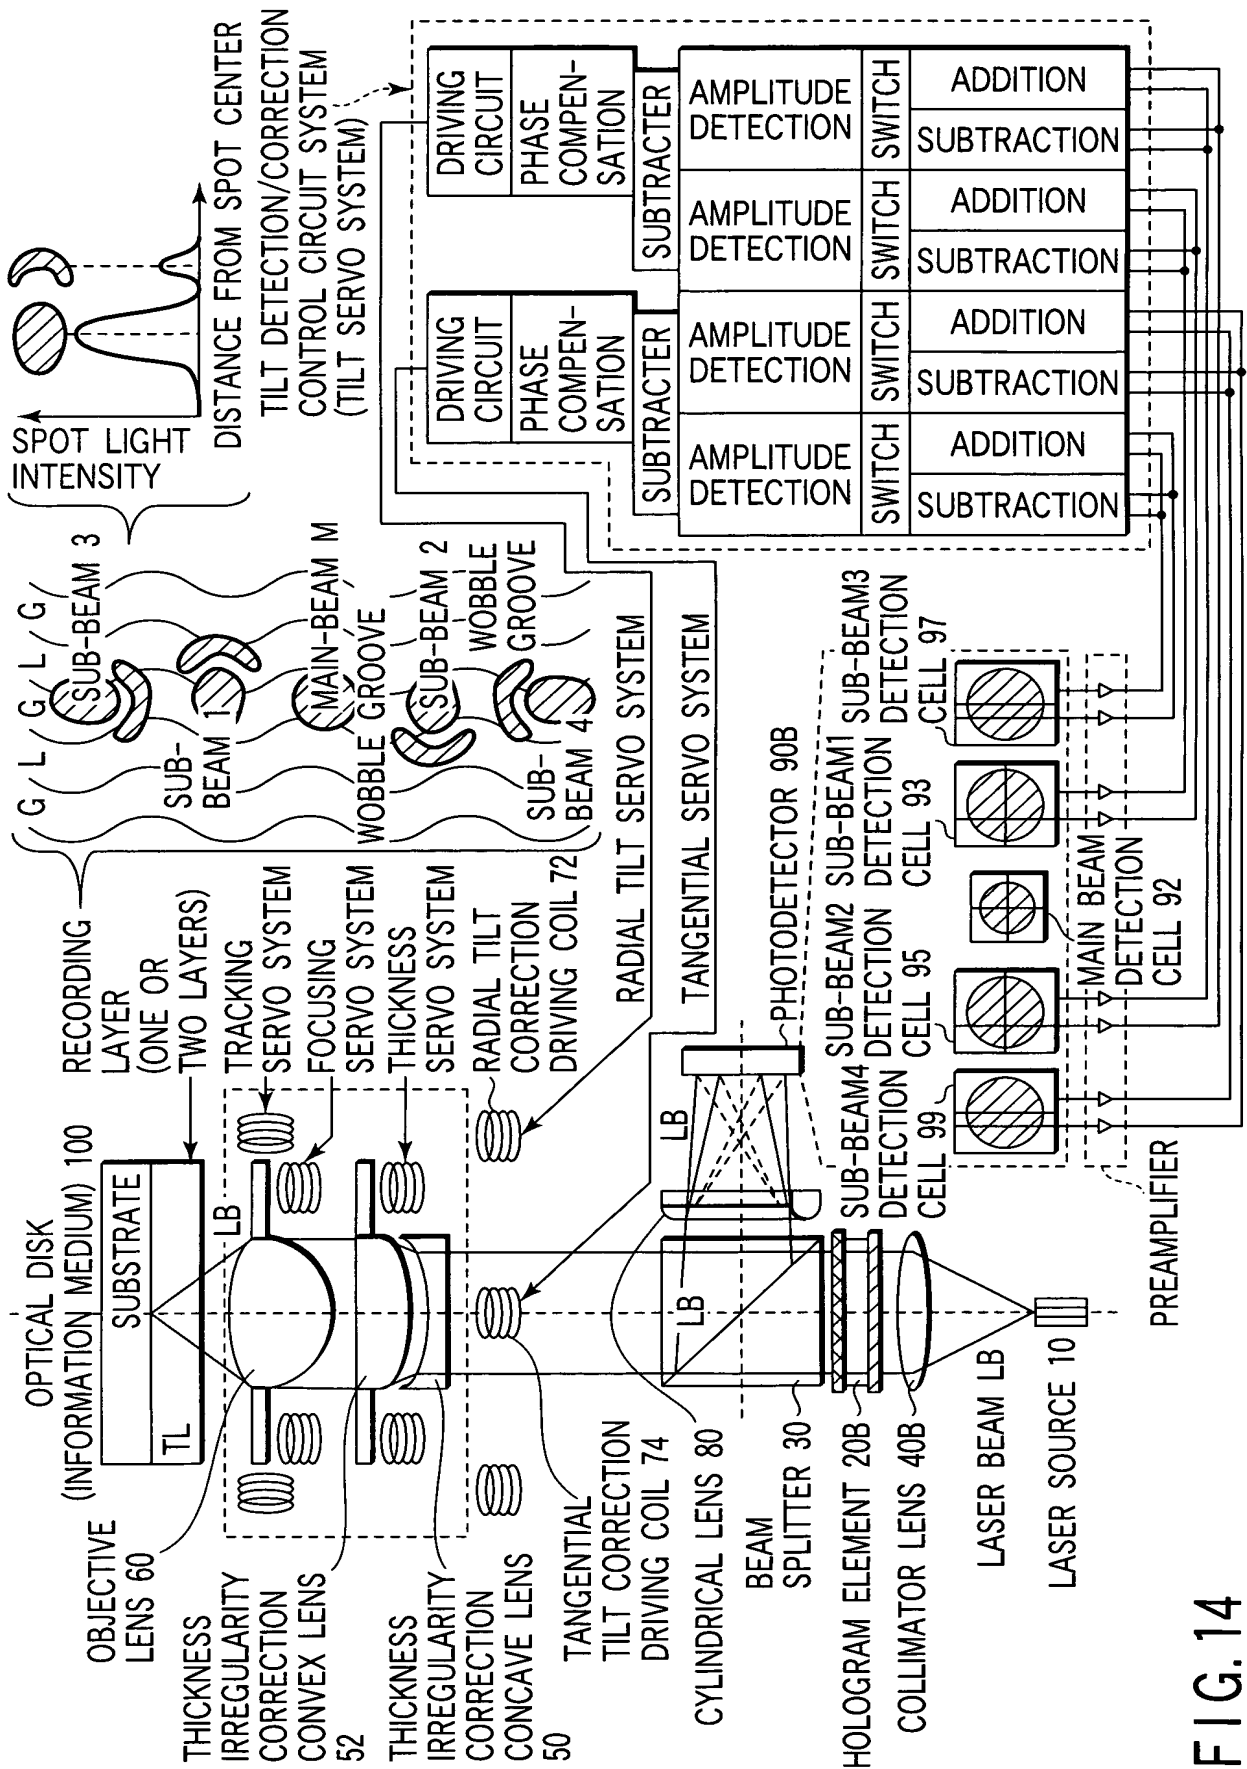 OPTICAL DISK
(INFORMATION MEDIUM) 100
SUBSTRATE
TL
LB
OBJECTIVE
LENS 60
THICKNESS
IRREGULARITY
CORRECTION
CONVEX LENS
52
THICKNESS
IRREGULARITY
CORRECTION
CONCAVE LENS
50
TANGENTIAL
TILT CORRECTION
DRIVING COIL 74
CYLINDRICAL LENS 80
BEAM
SPLITTER 30
HOLOGRAM ELEMENT 20B
COLLIMATOR LENS 40B
LASER BEAM LB
LASER SOURCE 10
LB
LB
RECORDING
LAYER
(ONE OR
TWO LAYERS)
TRACKING
SERVO SYSTEM
FOCUSING
SERVO SYSTEM
THICKNESS
SERVO SYSTEM
RADIAL TILT
CORRECTION
DRIVING COIL 72
RADIAL TILT SERVO SYSTEM
TANGENTIAL SERVO SYSTEM
PHOTODETECTOR 90B
G L G L G
SUB-BEAM 3
SUB-
BEAM 1
MAIN-BEAM M
WOBBLE GROOVE
SUB-BEAM 2
WOBBLE
GROOVE
SUB-
BEAM 4
SPOT LIGHT
INTENSITY
DISTANCE FROM SPOT CENTER
TILT DETECTION/CORRECTION
CONTROL CIRCUIT SYSTEM
(TILT SERVO SYSTEM)
DRIVING
CIRCUIT
PHASE
COMPEN-
SATION
SUBTRACTER
DRIVING
CIRCUIT
PHASE
COMPEN-
SATION
SUBTRACTER
AMPLITUDE
DETECTION
SWITCH
SUBTRACTION
ADDITION
AMPLITUDE
DETECTION
SWITCH
SUBTRACTION
ADDITION
AMPLITUDE
DETECTION
SWITCH
SUBTRACTION
ADDITION
AMPLITUDE
DETECTION
SWITCH
SUBTRACTION
ADDITION
SUB-BEAM4
DETECTION
CELL 99
SUB-BEAM2
DETECTION
CELL 95
SUB-BEAM1
DETECTION
CELL 93
SUB-BEAM3
DETECTION
CELL 97
MAIN BEAM
DETECTION
CELL 92
PREAMPLIFIER
FIG. 14